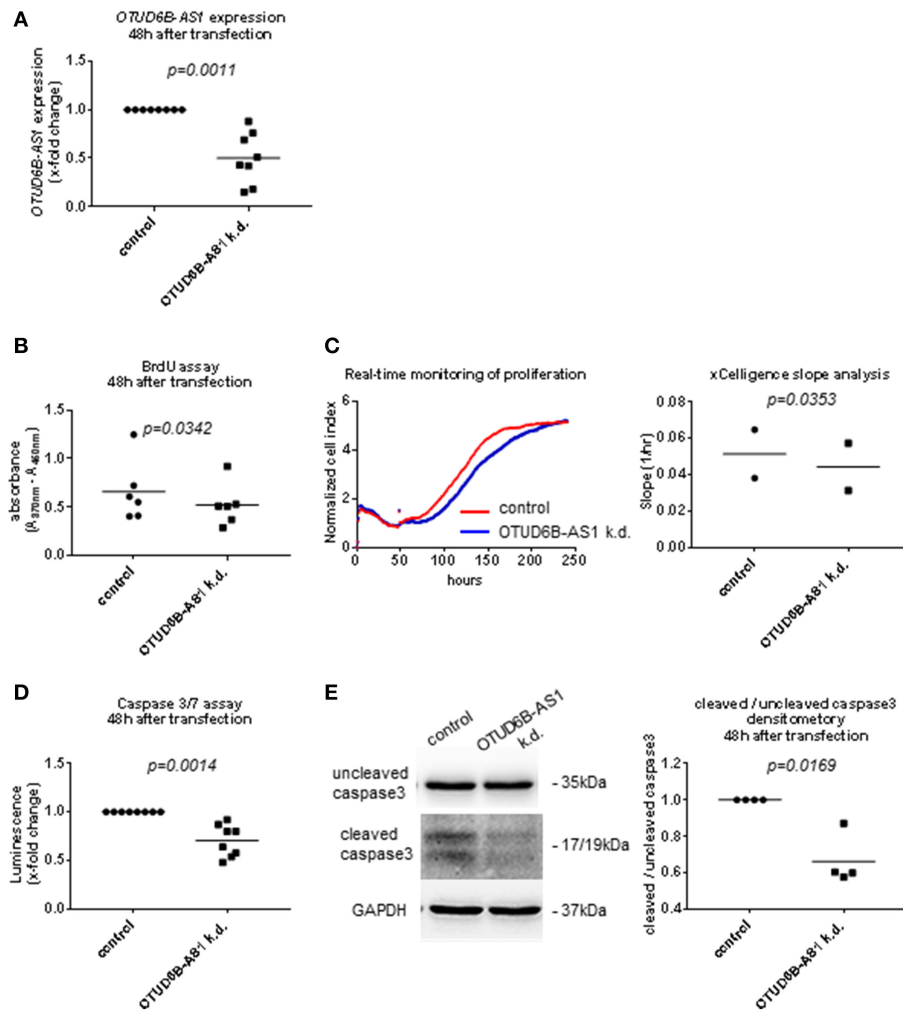 A
OTUD6B-AS1 expression
48h after transfection
p=0.0011
OTUD6B-AS1 expression
(x-fold change)
1.5
1.0
0.5
0.0
control
OTUD6B-AS1 k.d.
B
BrdU assay
48h after transfection
p=0.0342
absorbance
(A370nm - A460nm)
1.5
1.0
0.5
0.0
control
OTUD6B-AS1 k.d.
C
Real-time monitoring of proliferation
Normalized cell index
6
4
2
0
0
50
100
150
200
250
hours
control
OTUD6B-AS1 k.d.
xCelligence slope analysis
p=0.0353
Slope (1/hr)
0.08
0.06
0.04
0.02
0.00
control
OTUD6B-AS1 k.d.
D
Caspase 3/7 assay
48h after transfection
p=0.0014
Luminescence
(x-fold change)
1.5
1.0
0.5
0.0
control
OTUD6B-AS1 k.d.
E
control
OTUD6B-AS1
k.d.
uncleaved
caspase3
- 35kDa
cleaved
caspase3
- 17/19kDa
GAPDH
- 37kDa
cleaved / uncleaved caspase3
densitometory
48h after transfection
p=0.0169
cleaved / uncleaved caspase3
1.2
1.0
0.8
0.6
0.4
control
OTUD6B-AS1 k.d.